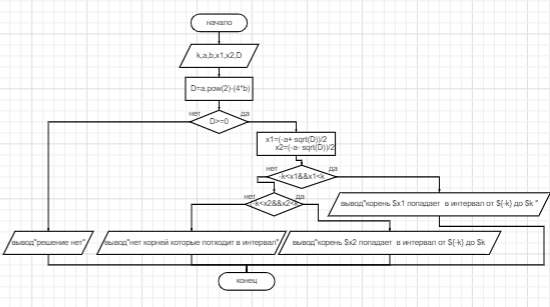 начало
k,a,b,x1,x2,D
D=a.pow(2)-(4*b)
нет
да
D>=0
x1=(-a+ sqrt(D))/2
x2=(-a- sqrt(D))/2
нет
да
-k<x1&&x1<k
нет
да
-k<x2&&x2<k
вывод"корень $x1 попадает в интервал от ${-k} до $k "
вывод"решение нет"
вывод"нет корней которые потходит в интервал"
вывод"корень $x2 попадает в интервал от ${-k} до $k
конец